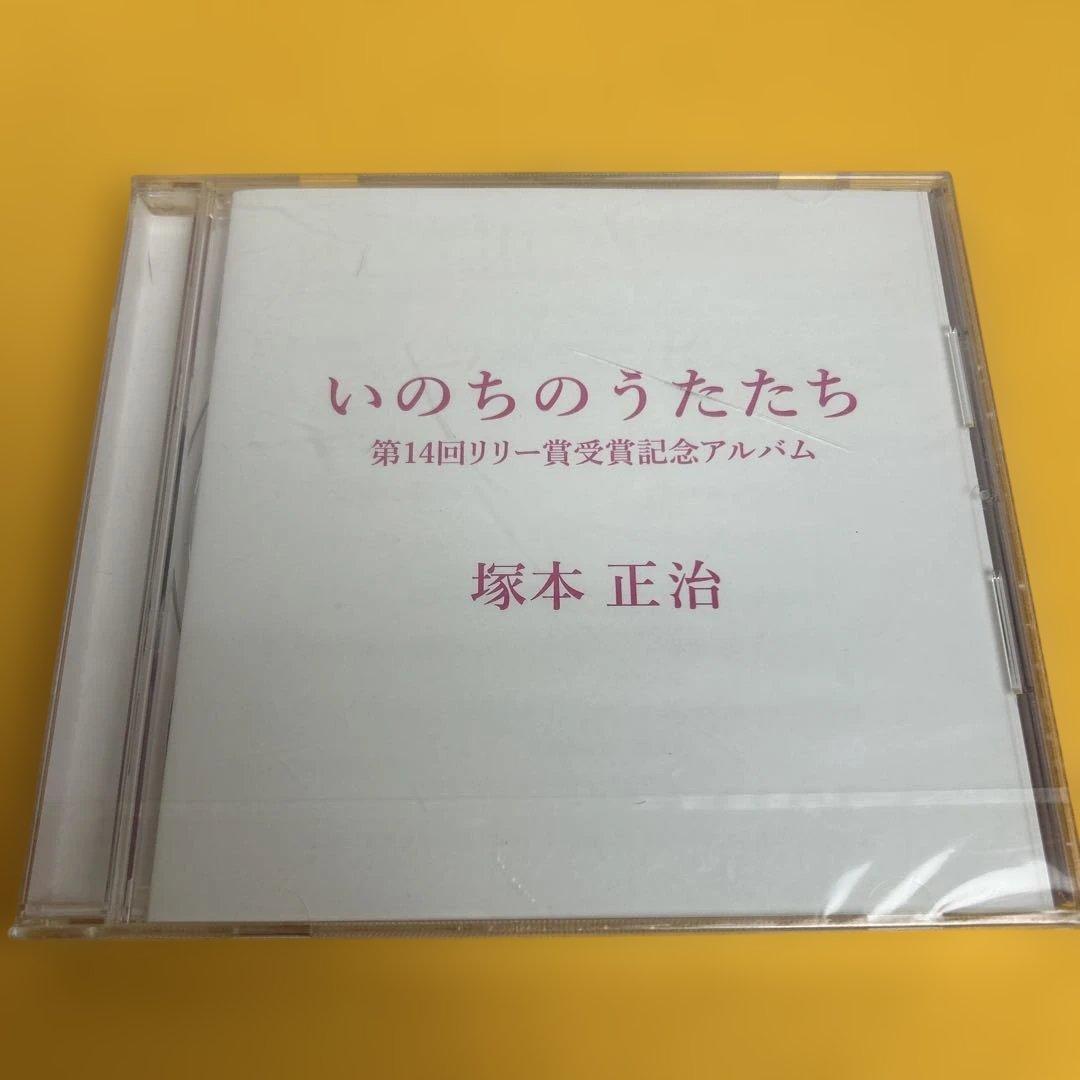 いのちのうたたち
第14回リリー賞受賞記念アルバム
塚本 正治